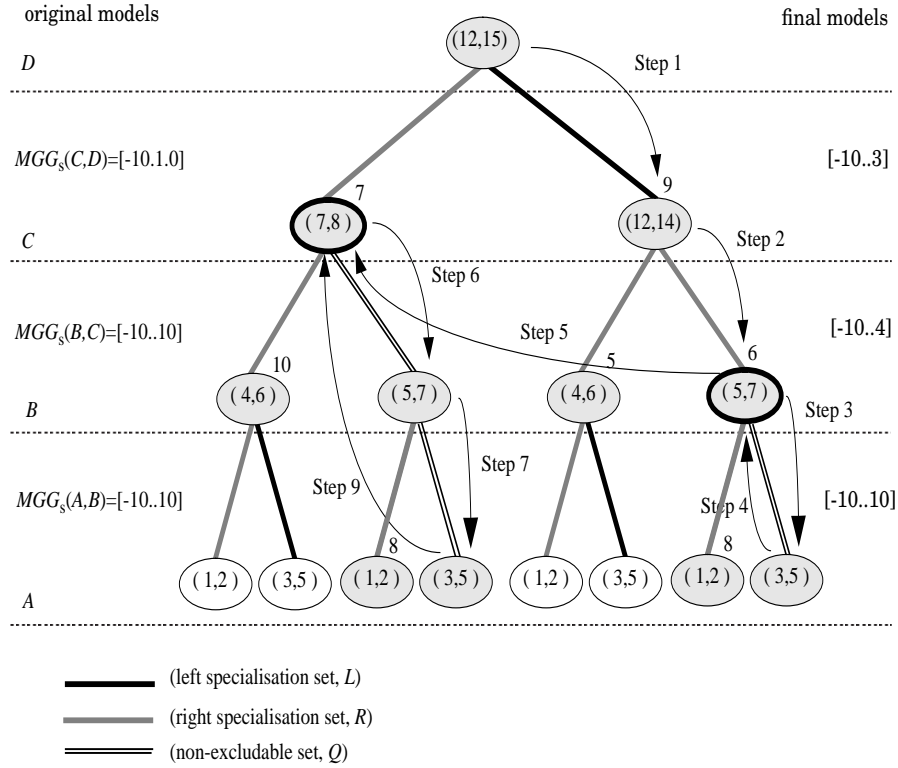 original models
final models
(12,15)
D
Step 1
MGGs(C,D)=[-10.1.0]
[-10..3]
7
9
( 7,8 )
(12,14)
C
Step 2
Step 6
MGGs(B,C)=[-10..10]
Step 5
[-10..4]
10
5
6
( 4,6 )
( 5,7 )
( 4,6 )
( 5,7 )
B
Step 3
Step 7
Step 9
MGGs(A,B)=[-10..10]
Step 4
[-10..10]
8
8
( 1,2 )
( 3,5 )
( 1,2 )
( 3,5 )
( 1,2 )
( 3,5 )
( 1,2 )
( 3,5 )
A
(left specialisation set, L)
(right specialisation set, R)
(non-excludable set, Q)